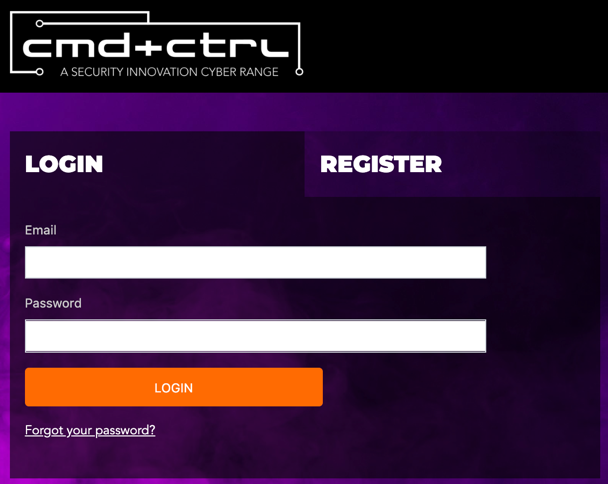 cmd+ctrl
A SECURITY INNOVATION CYBER RANGE
LOGIN
REGISTER
Email
Password
LOGIN
Forgot your password?